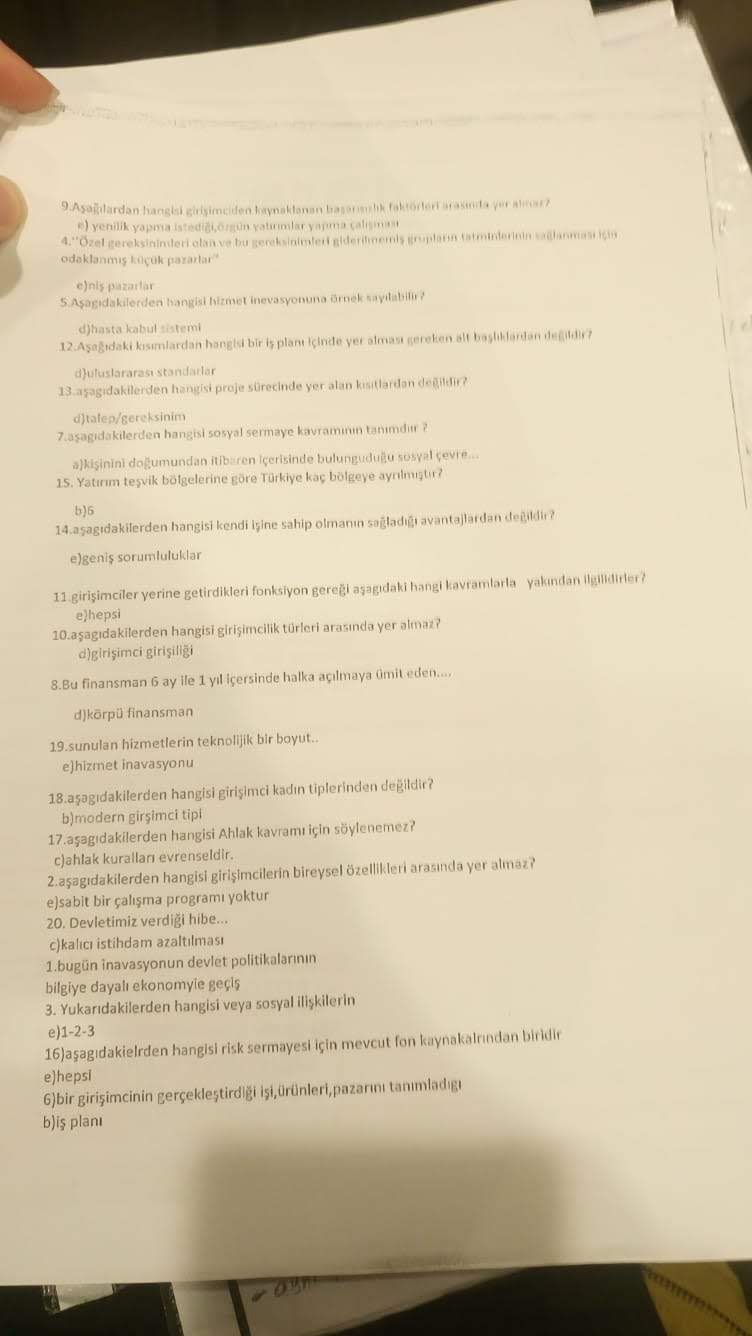 9.Aşağılardan hangisi girişimciden kaynaklanan başarısızlık faktörleri arasında yer almaz?
e) yenilik yapma istediği,özgün yatırımlar yapma çalışması
4.''Özel gereksinimleri olan ve bu gereksinimleri giderilmemiş grupların tatminlerinin sağlanması için
odaklanmış küçük pazarlar''
e)niş pazarlar
5.Aşagıdakilerden hangisi hizmet inevasyonuna örnek sayılabilir?
d)hasta kabul sistemi
12.Aşağıdaki kısımlardan hangisi bir iş planı içinde yer alması gereken alt başlıklardan değildir?
d)uluslararası standarlar
13.aşagıdakilerden hangisi proje sürecinde yer alan kısıtlardan değildir?
d)talep/gereksinim
7.aşagıdakilerden hangisi sosyal sermaye kavramının tanımdır ?
a)kişinini doğumundan itibaren içerisinde bulunguduğu sosyal çevre...
15. Yatırım teşvik bölgelerine göre Türkiye kaç bölgeye ayrılmıştır?
b)6
14.aşagıdakilerden hangisi kendi işine sahip olmanın sağladığı avantajlardan değildir?
e)geniş sorumluluklar
11.girişimciler yerine getirdikleri fonksiyon gereği aşagıdaki hangi kavramlarla yakından ilgilidirler?
e)hepsi
10.aşagıdakilerden hangisi girişimcilik türleri arasında yer almaz?
d)girişimci girişiliği
8.Bu finansman 6 ay ile 1 yıl içersinde halka açılmaya ümit eden....
d)körpü finansman
19.sunulan hizmetlerin teknolijik bir boyut..
e)hizmet inavasyonu
18.aşagıdakilerden hangisi girişimci kadın tiplerinden değildir?
b)modern girşimci tipi
17.aşagıdakilerden hangisi Ahlak kavramı için söylenemez?
c)ahlak kuralları evrenseldir.
2.aşagıdakilerden hangisi girişimcilerin bireysel özellikleri arasında yer almaz?
e)sabit bir çalışma programı yoktur
20. Devletimiz verdiği hibe...
c)kalıcı istihdam azaltılması
1.bugün inavasyonun devlet politikalarının
bilgiye dayalı ekonomyie geçiş
3. Yukarıdakilerden hangisi veya sosyal ilişkilerin
e)1-2-3
16)aşagıdakielrden hangisi risk sermayesi için mevcut fon kaynakalrından biridir
e)hepsi
6)bir girişimcinin gerçekleştirdiği işi,ürünleri,pazarını tanımladıgı
b)iş planı